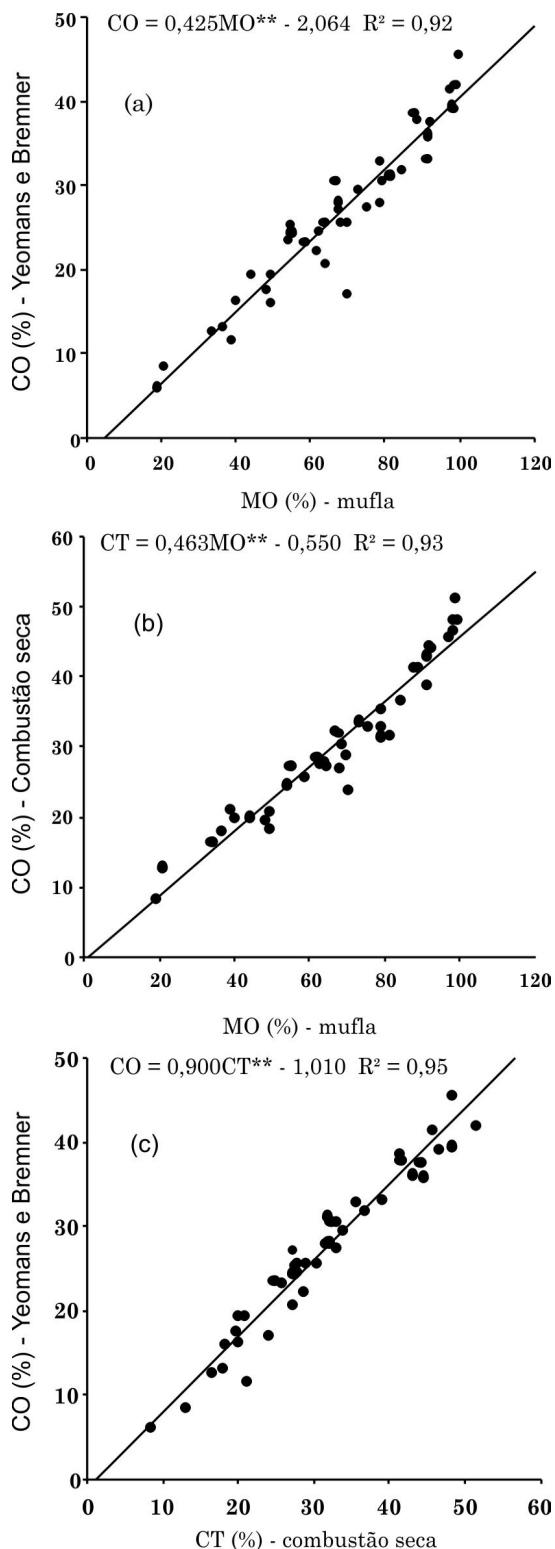 CO = 0,425MO** - 2,064 R² = 0,92
(a)
CO (%) - Yeomans e Bremner
50
40
30
20
10
0
0 20 40 60 80 100 120
MO (%) - mufla
CT = 0,463MO** - 0,550 R² = 0,93
(b)
CO (%) - Combustão seca
60
50
40
30
20
10
0
0 20 40 60 80 100 120
MO (%) - mufla
CO = 0,900CT** - 1,010 R² = 0,95
(c)
CO (%) - Yeomans e Bremner
50
40
30
20
10
0
0 10 20 30 40 50 60
CT (%) - combustão seca